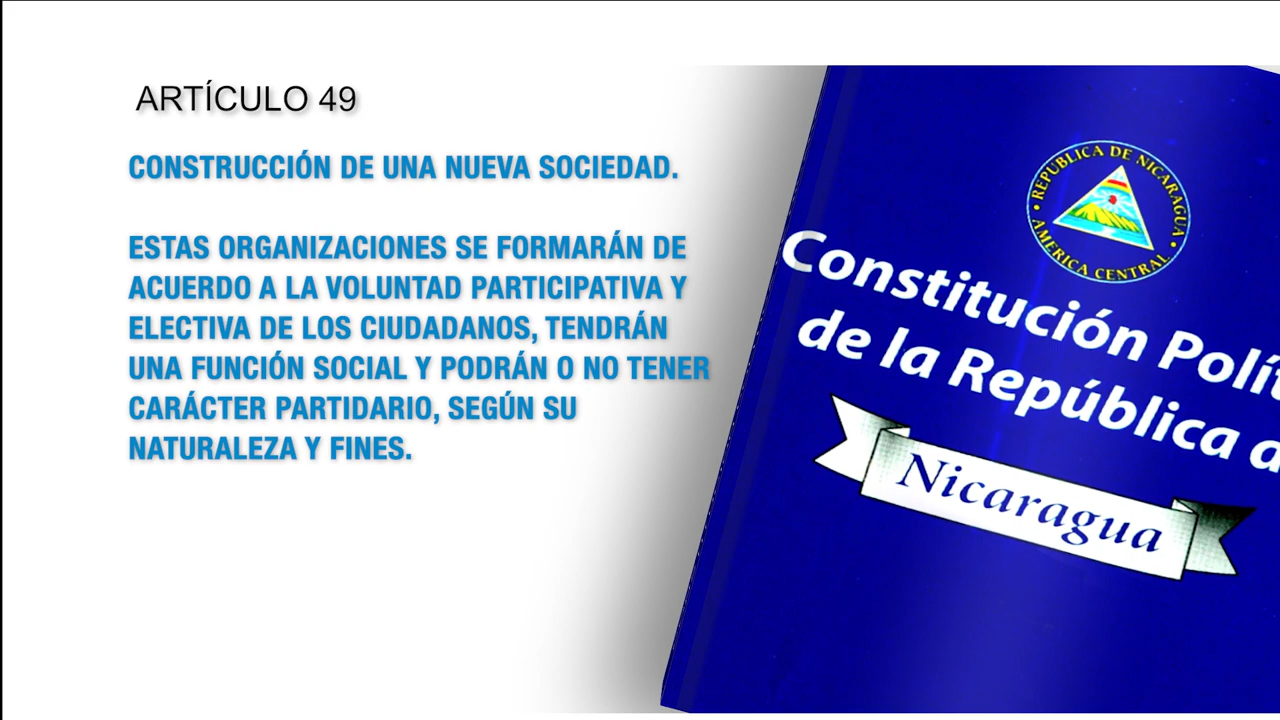 ARTÍCULO 49
CONSTRUCCIÓN DE UNA NUEVA SOCIEDAD.
ESTAS ORGANIZACIONES SE FORMARÁN DE
ACUERDO A LA VOLUNTAD PARTICIPATIVA Y
ELECTIVA DE LOS CIUDADANOS, TENDRÁN
UNA FUNCIÓN SOCIAL Y PODRÁN O NO TENER
CARÁCTER PARTIDARIO, SEGÚN SU
NATURALEZA Y FINES.
REPÚBLICA DE NICARAGUA
AMÉRICA CENTRAL
Constitución Polít
de la República d
Nicaragua